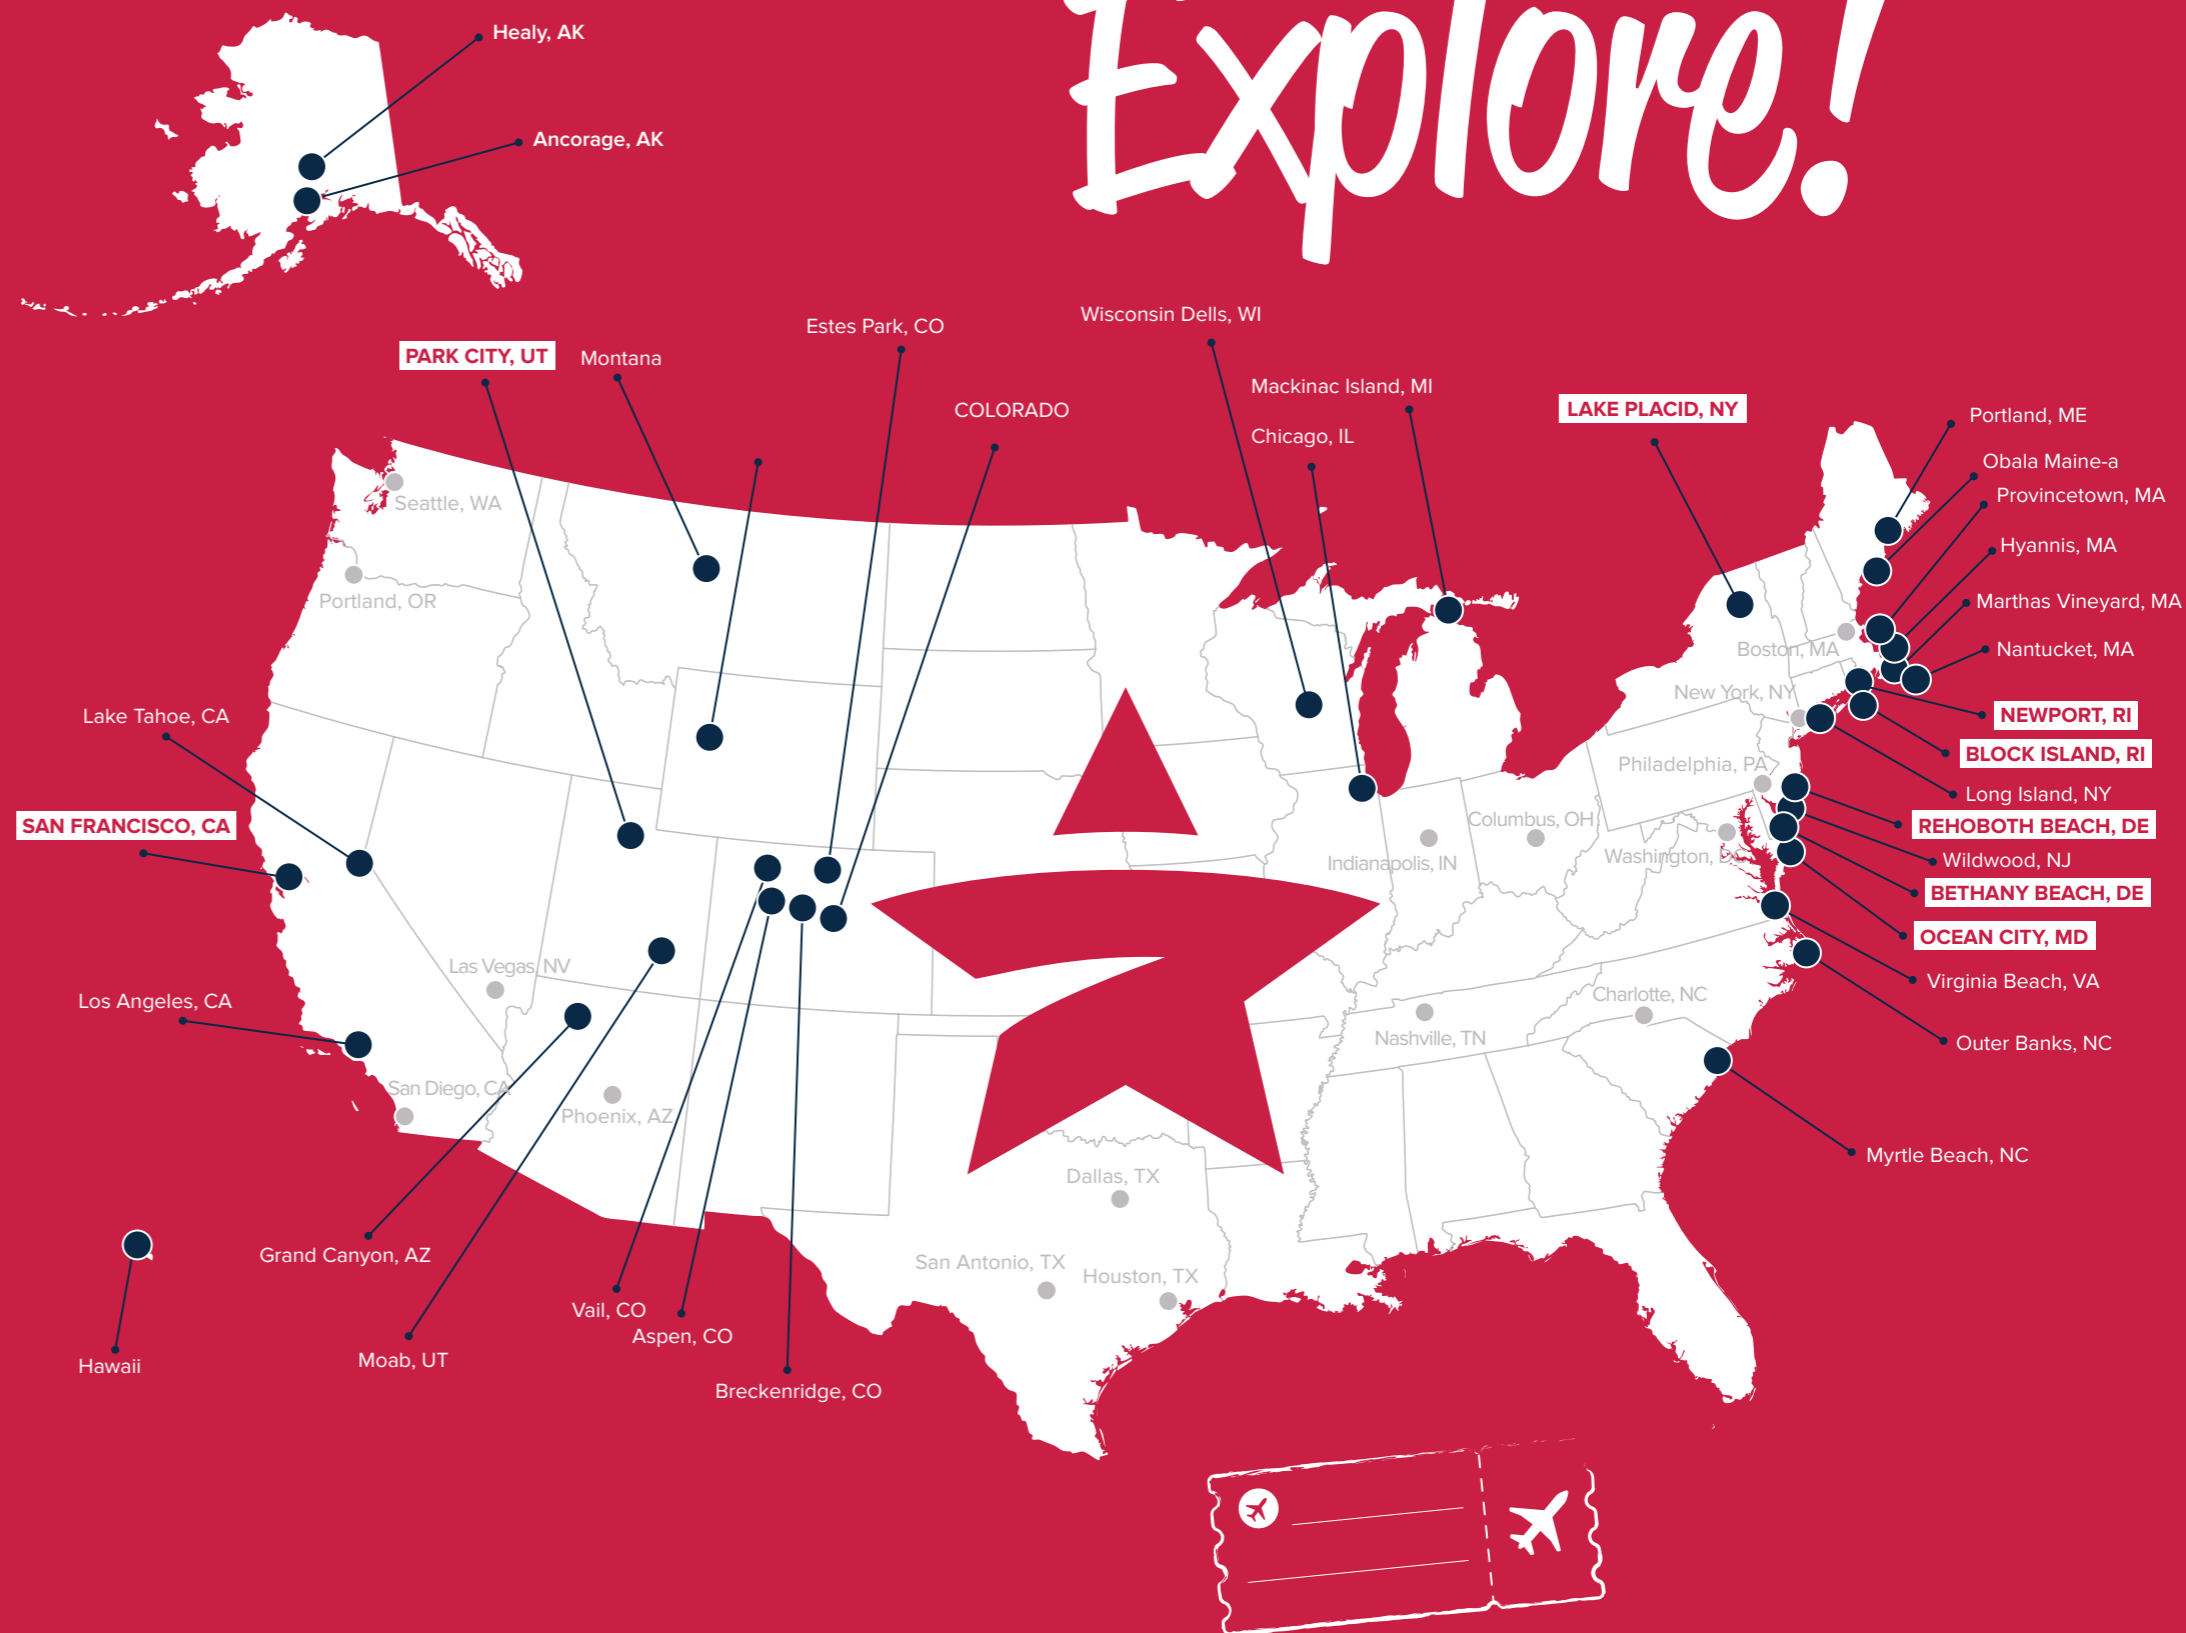 Explore!
Healy, AK
Ancorage, AK
Wisconsin Dells, WI
Estes Park, CO
PARK CITY, UT
Montana
Mackinac Island, MI
COLORADO
LAKE PLACID, NY
Portland, ME
Chicago, IL
Obala Maine-a
Provincetown, MA
Seattle, WA
Hyannis, MA
Portland, OR
Marthas Vineyard, MA
Boston, MA
Nantucket, MA
New York, NY
Lake Tahoe, CA
NEWPORT, RI
BLOCK ISLAND, RI
Philadelphia, PA
Long Island, NY
SAN FRANCISCO, CA
Columbus, OH
REHOBOTH BEACH, DE
Indianapolis, IN
Washington, DC
Wildwood, NJ
BETHANY BEACH, DE
OCEAN CITY, MD
Las Vegas, NV
Virginia Beach, VA
Los Angeles, CA
Charlotte, NC
Nashville, TN
Outer Banks, NC
San Diego, CA
Phoenix, AZ
Myrtle Beach, NC
Dallas, TX
Grand Canyon, AZ
San Antonio, TX
Houston, TX
Vail, CO
Aspen, CO
Moab, UT
Hawaii
Breckenridge, CO